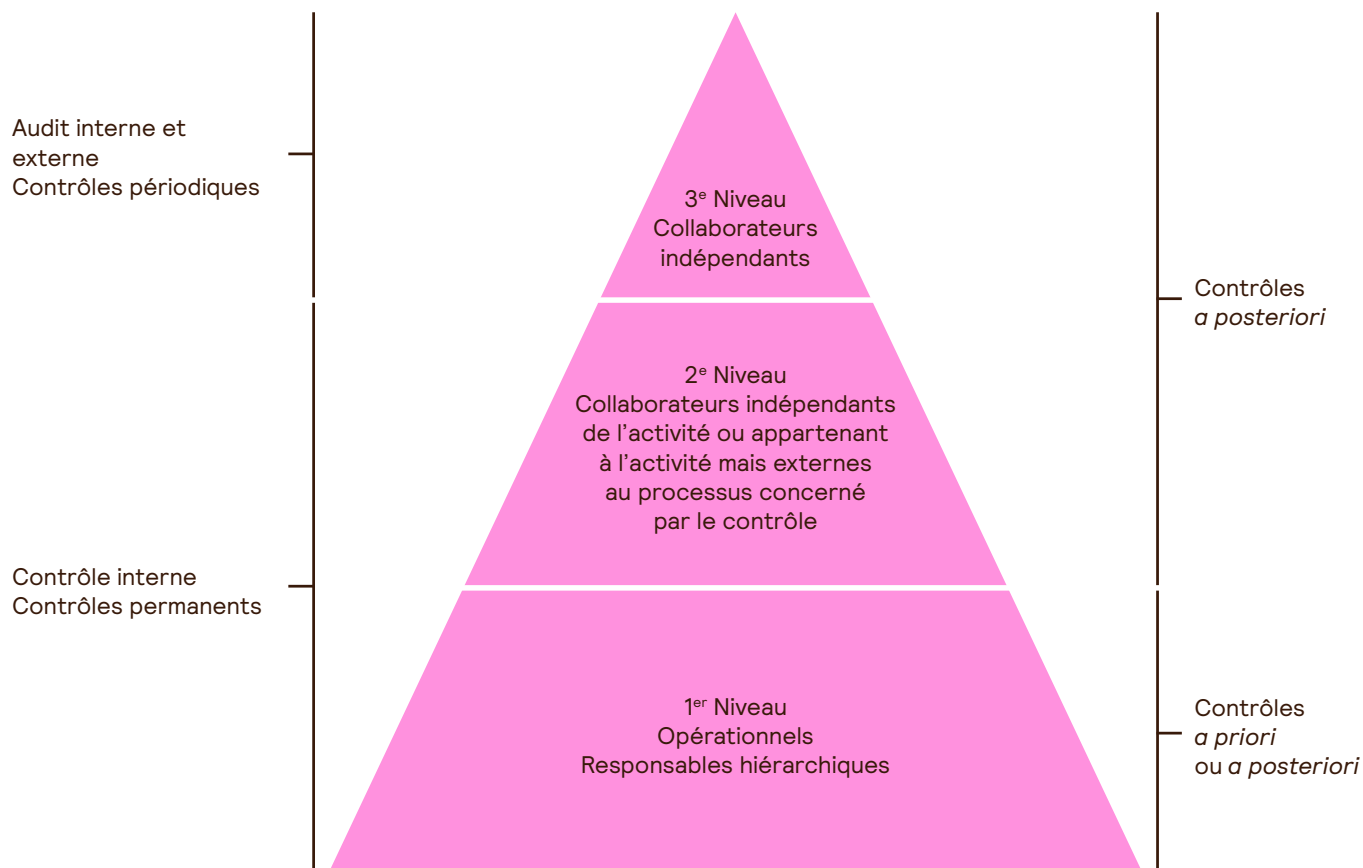 Audit interne et
externe
Contrôles périodiques
3e Niveau
Collaborateurs
indépendants
Contrôles
a posteriori
2e Niveau
Collaborateurs indépendants
de l’activité ou appartenant
à l’activité mais externes
au processus concerné
par le contrôle
Contrôle interne
Contrôles permanents
1er Niveau
Opérationnels
Responsables hiérarchiques
Contrôles
a priori
ou a posteriori